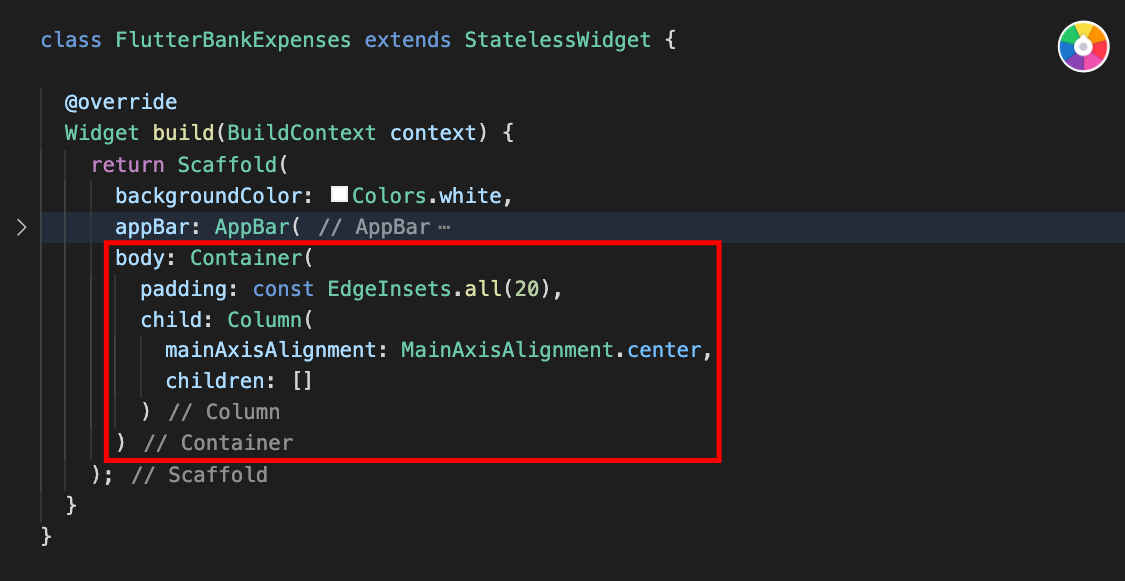 class FlutterBankExpenses extends StatelessWidget {
@override
Widget build(BuildContext context) {
return Scaffold(
backgroundColor: Colors.white,
appBar: AppBar( // AppBar ⋯
body: Container(
padding: const EdgeInsets.all(20),
child: Column(
mainAxisAlignment: MainAxisAlignment.center,
children: []
) // Column
) // Container
); // Scaffold
}
}